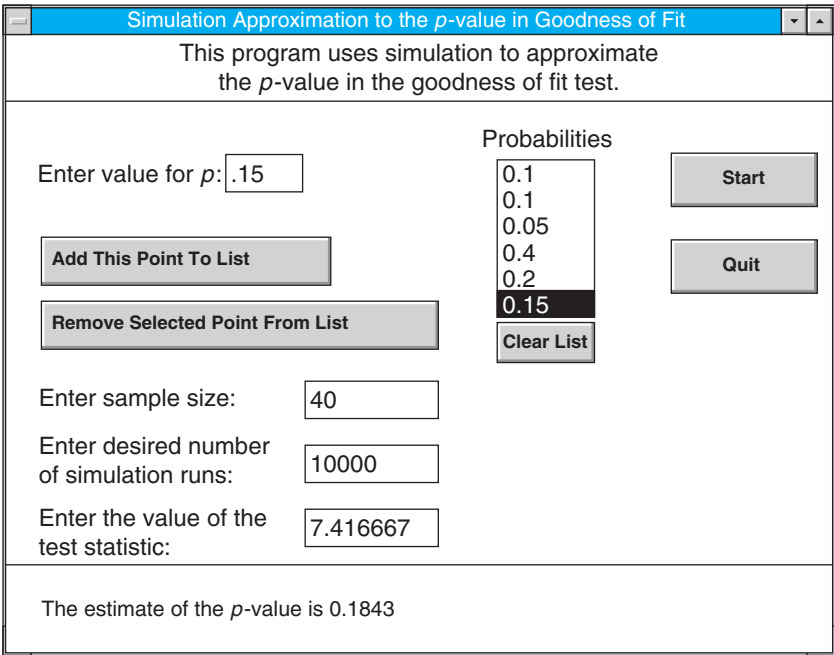 Simulation Approximation to the p-value in Goodness of Fit
This program uses simulation to approximate
the p-value in the goodness of fit test.
Enter value for p: .15
Add This Point To List
Remove Selected Point From List
Probabilities
0.1
0.1
0.05
0.4
0.2
0.15
Clear List
Start
Quit
Enter sample size: 40
Enter desired number
of simulation runs: 10000
Enter the value of the
test statistic: 7.416667
The estimate of the p-value is 0.1843